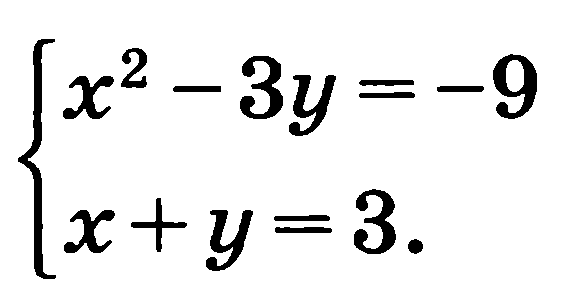 x² − 3y = −9
x + y = 3.